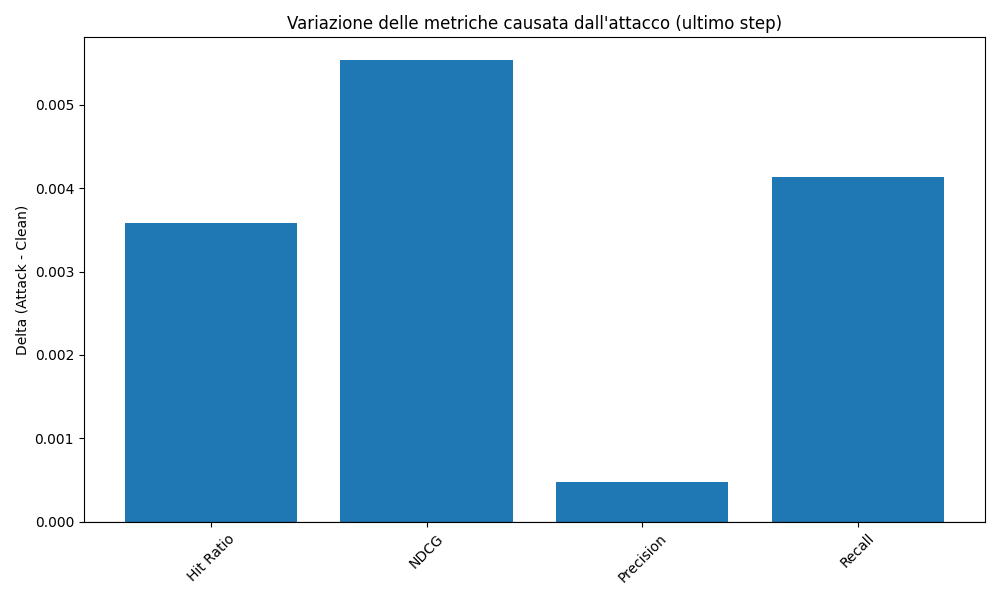 Variazione delle metriche causata dall'attacco (ultimo step)
Delta (Attack - Clean)
0.005
0.004
0.003
0.002
0.001
0.000
Hit Ratio
NDCG
Precision
Recall